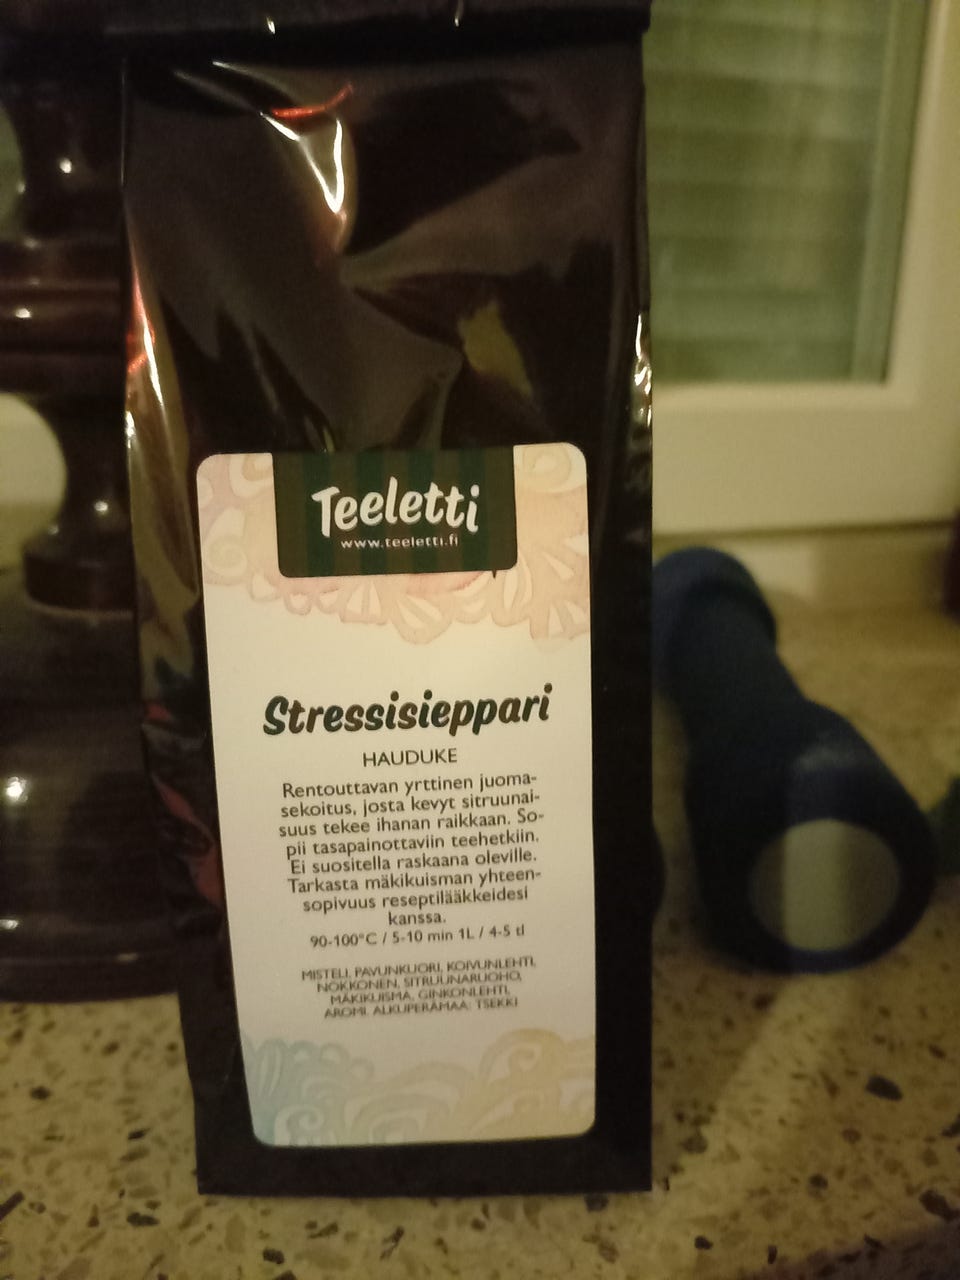 Teeletti
www.teeletti.fi
Stressisieppari
HAUDUKE
Rentouttavan yrttinen juoma-
sekoitus, josta kevyt sitruunai-
suus tekee ihanan raikkaan. So-
pii tasapainottaviin teehetkiin.
Ei suositella raskaana oleville.
Tarkasta mäkikuisman yhteen-
sopivuus reseptilääkkeidesi
kanssa.
90-100°C / 5-10 min 1L / 4-5 tl
MISTELI, PAVUNKUORI, KOIVUNLEHTI,
NOKKONEN, SITRUUNARUOHO,
MÄKIKUISMA, GINKONLEHTI,
AROMI. ALKUPERÄMAA: TSEKKI